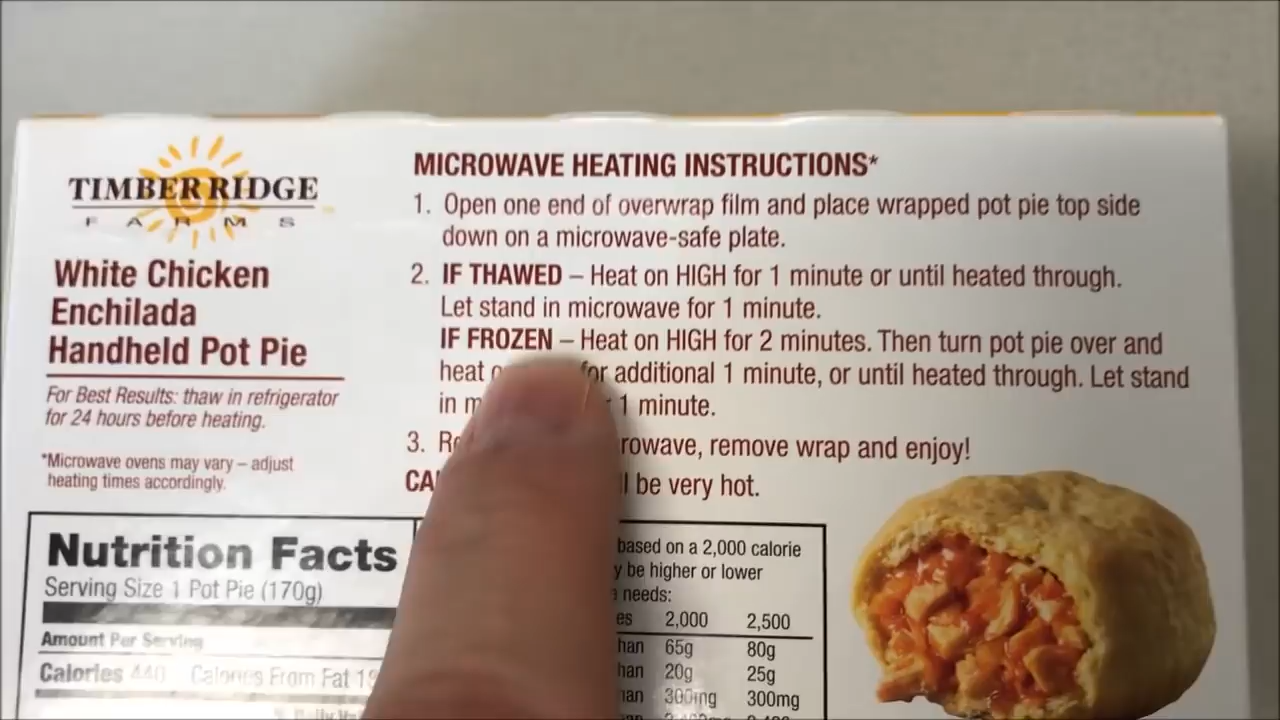 TIMBER RIDGE
FARMS
White Chicken
Enchilada
Handheld Pot Pie
For Best Results: thaw in refrigerator
for 24 hours before heating.
*Microwave ovens may vary – adjust
heating times accordingly.
MICROWAVE HEATING INSTRUCTIONS*
1. Open one end of overwrap film and place wrapped pot pie top side
down on a microwave-safe plate.
2. IF THAWED – Heat on HIGH for 1 minute or until heated through.
Let stand in microwave for 1 minute.
IF FROZEN – Heat on HIGH for 2 minutes. Then turn pot pie over and
heat for additional 1 minute, or until heated through. Let stand
in 1 minute.
3. remove wrap and enjoy!
be very hot.
Nutrition Facts
Serving Size 1 Pot Pie (170g)
Amount Per Serving
Calories 440 Calories From Fat
based on a 2,000 calorie
be higher or lower
needs:
2,000 2,500
65g 80g
20g 25g
300mg 300mg